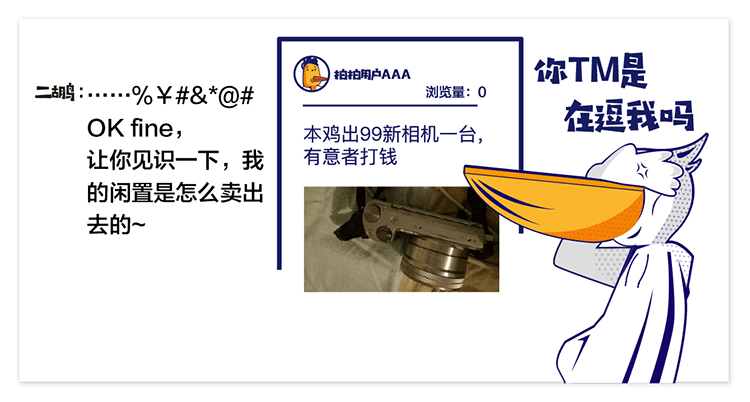 二胡鹈:……%￥#&*@#
OK fine，
让你见识一下，我
的闲置是怎么卖出
去的~
拍拍用户AAA
浏览量：0
本鸡出99新相机一台，
有意者打钱
你TM是
在逗我吗